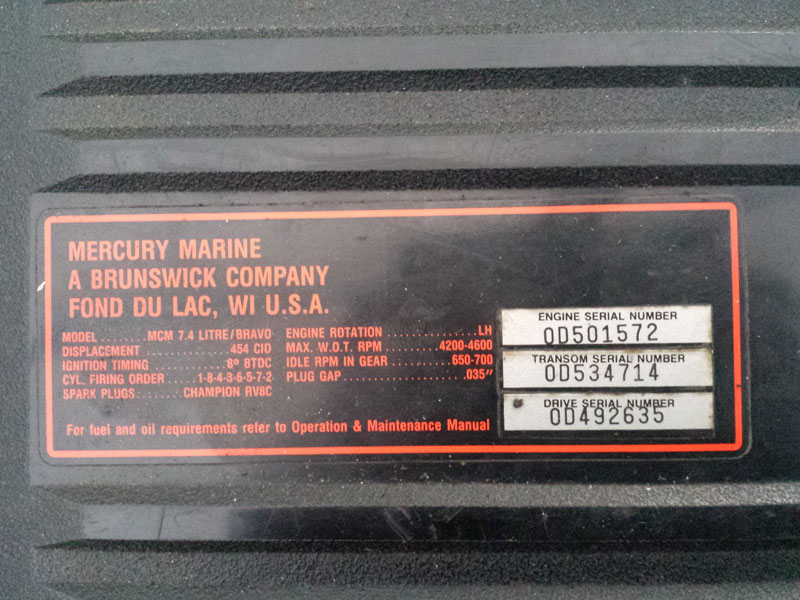 MERCURY MARINE
A BRUNSWICK COMPANY
FOND DU LAC, WI U.S.A.
MODEL ........ MCM 7.4 LITRE/BRAVO
DISPLACEMENT .............. 454 CID
IGNITION TIMING ............ 8º BTDC
CYL. FIRING ORDER ..... 1-8-4-3-6-5-7-2
SPARK PLUGS ....... CHAMPION RV8C
ENGINE ROTATION ............... LH
MAX. W.O.T. RPM .......... 4200-4600
IDLE RPM IN GEAR .......... 650-700
PLUG GAP .................... .035"
For fuel and oil requirements refer to Operation & Maintenance Manual
ENGINE SERIAL NUMBER
0D501572
TRANSOM SERIAL NUMBER
0D534714
DRIVE SERIAL NUMBER
0D492635